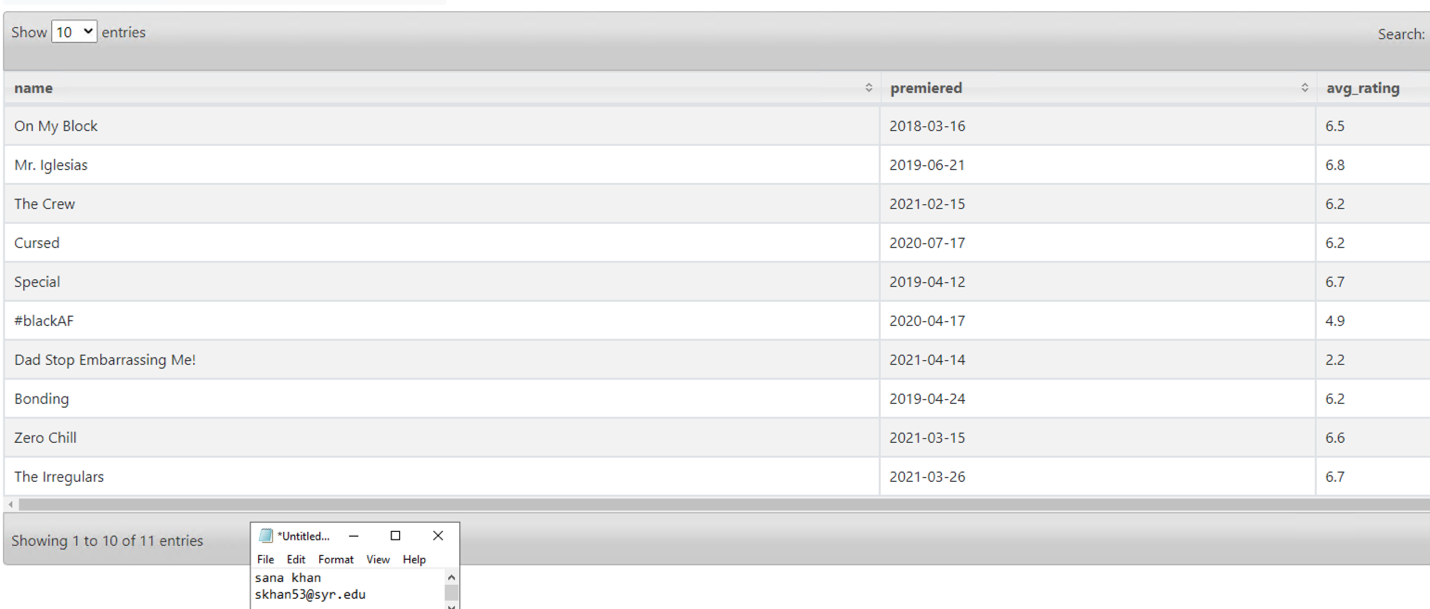 Show 10 entries Search:
name premiered avg_rating
On My Block 2018-03-16 6.5
Mr. Iglesias 2019-06-21 6.8
The Crew 2021-02-15 6.2
Cursed 2020-07-17 6.2
Special 2019-04-12 6.7
#blackAF 2020-04-17 4.9
Dad Stop Embarrassing Me! 2021-04-14 2.2
Bonding 2019-04-24 6.2
Zero Chill 2021-03-15 6.6
The Irregulars 2021-03-26 6.7
Showing 1 to 10 of 11 entries
*Untitled...
File Edit Format View Help
sana khan
skhan53@syr.edu